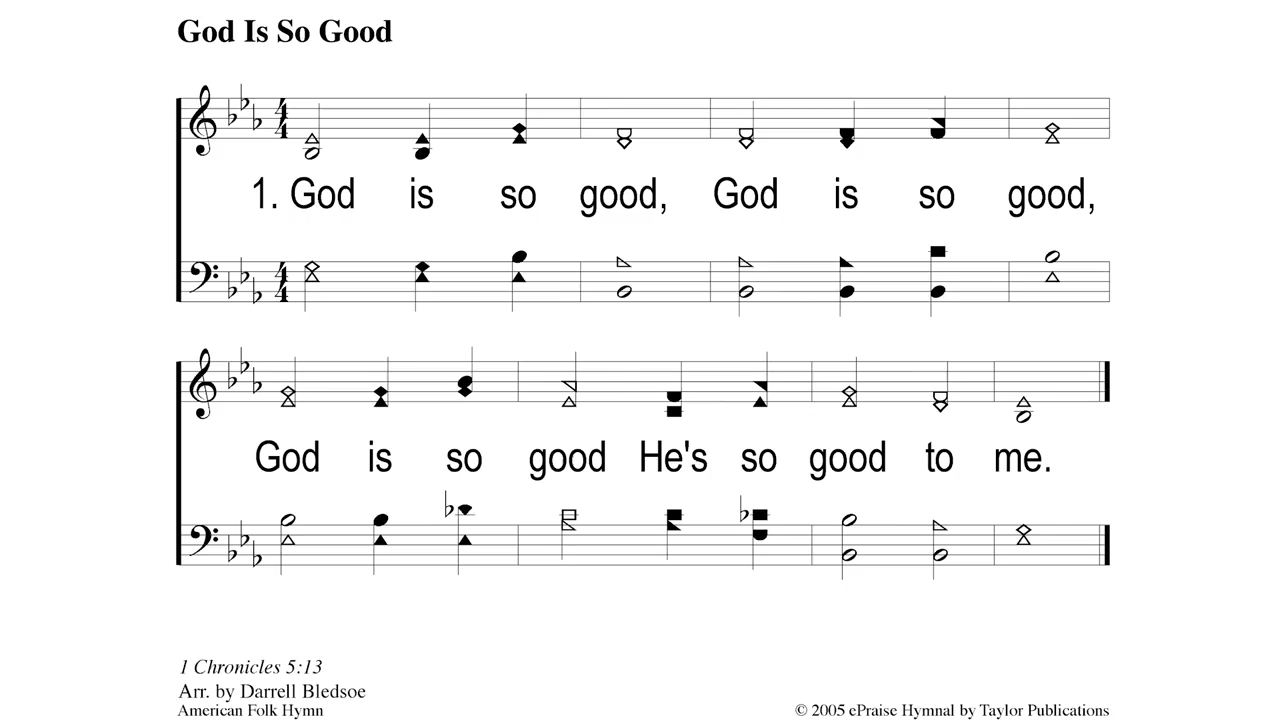 God Is So Good
1. God is so good, God is so good,
God is so good He's so good to me.
1 Chronicles 5:13
Arr. by Darrell Bledsoe
American Folk Hymn
© 2005 ePraise Hymnal by Taylor Publications